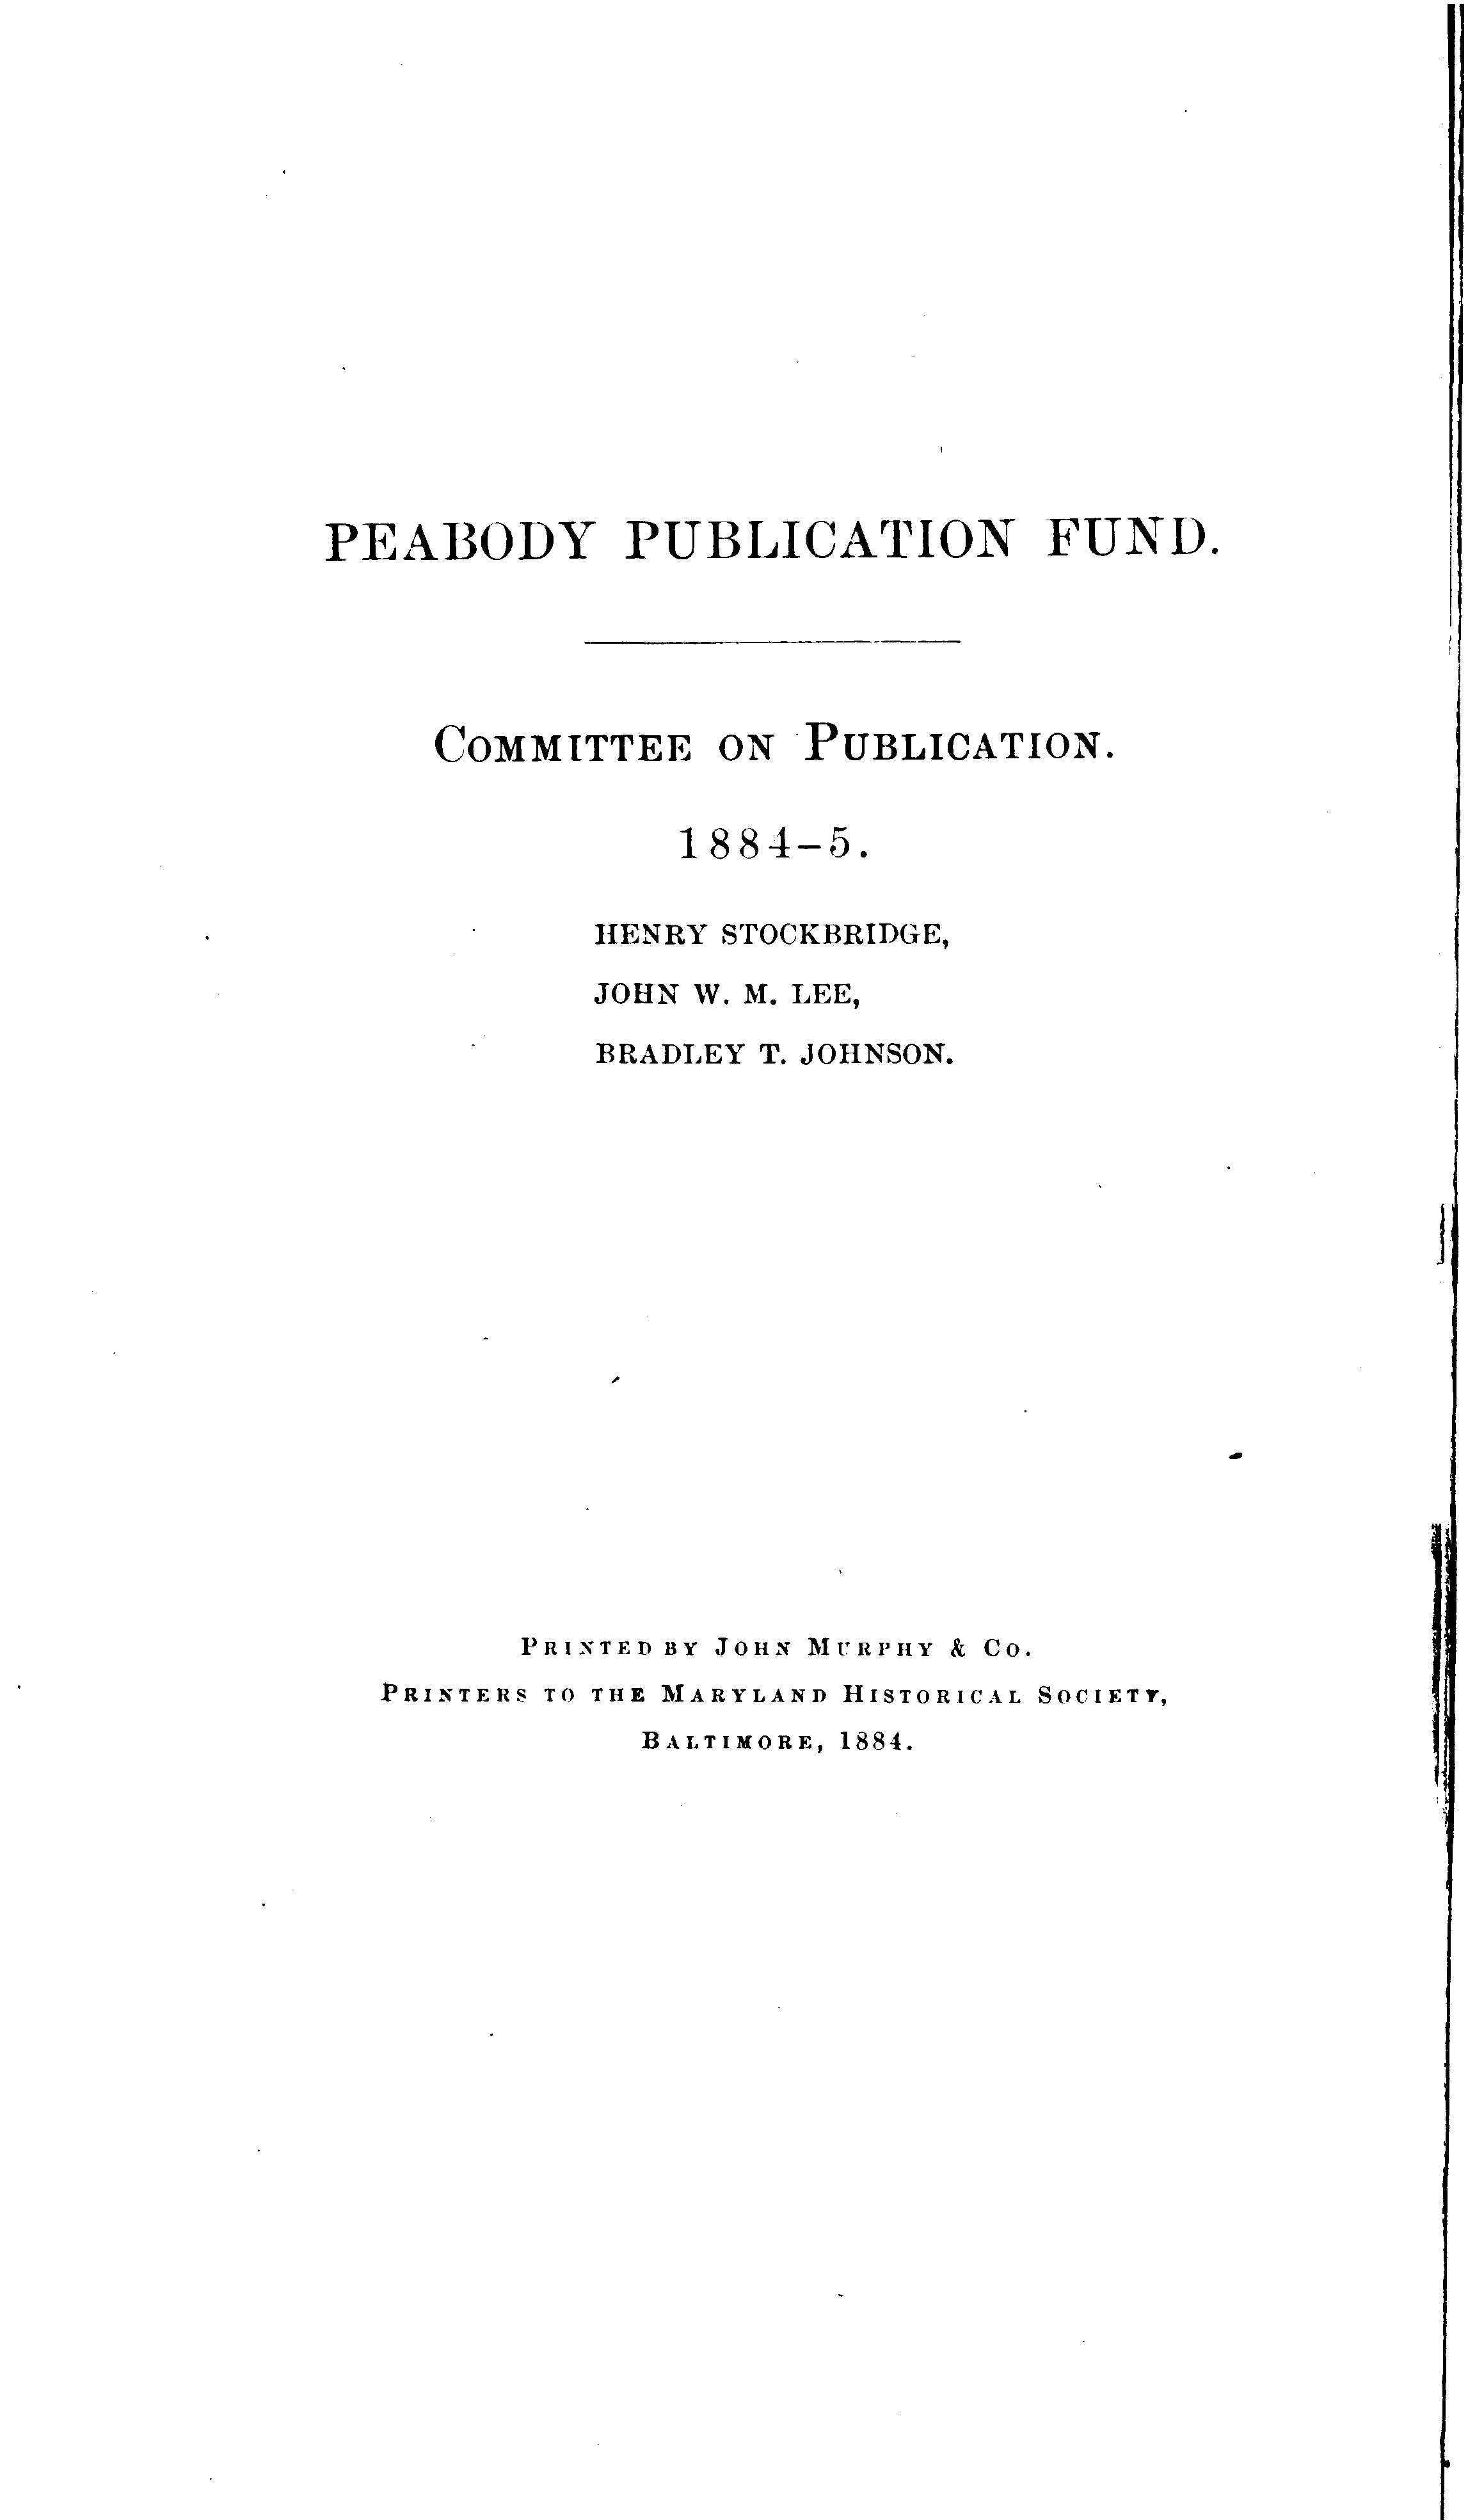 PEABODY PUBLICATION FUND.
COMMITTEE ON PUBLICATION.
1884-5.
HENRY STOCKBRIDGE,
JOHN W. M. LEE,
BRADLEY T. JOHNSON.
PRINTED BY JOHN MURPHY & CO.
PRINTERS TO THE MARYLAND HISTORICAL SOCIETY,
BALTIMORE, 1884.